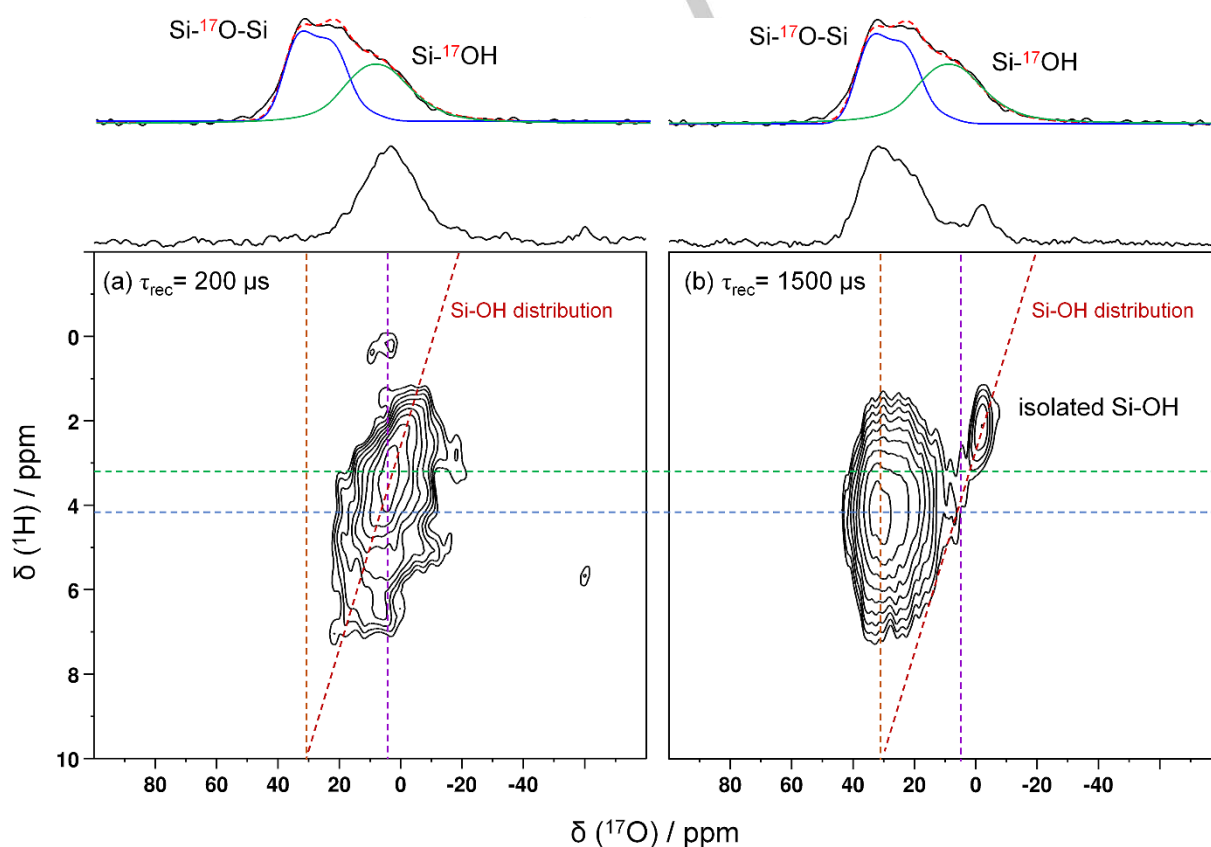 Si-¹⁷O-Si
Si-¹⁷OH
Si-¹⁷O-Si
Si-¹⁷OH
(a) τrec= 200 µs
Si-OH distribution
(b) τrec= 1500 µs
Si-OH distribution
isolated Si-OH
0
2
4
6
8
10
δ (¹H) / ppm
80 60 40 20 0 -20
80 60 40 20 0 -20 -40
δ (¹⁷O) / ppm